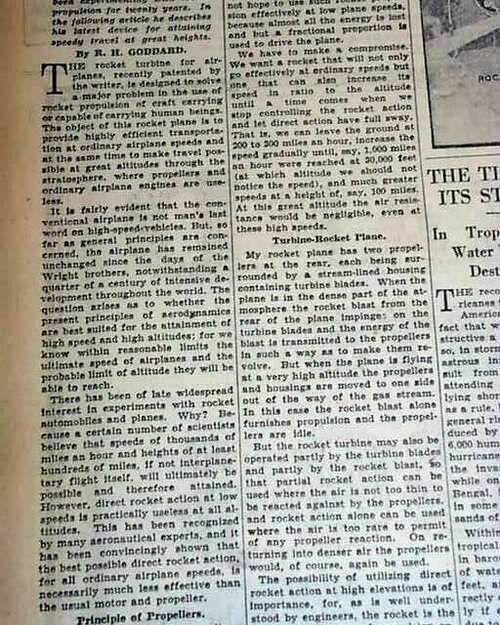 been experimenting with rocket
propulsion for twenty years. In
the following article he describes
his latest device for attaining
speedy travel at great heights.
By R. H. GODDARD.
THE rocket turbine for air-
planes, recently patented by
the writer, is designed to solve
a major problem in the use of
rocket propulsion of craft carrying
or capable of carrying human beings.
The object of this rocket plane is to
provide highly efficient transporta-
tion at ordinary airplane speeds and
at the same time to make travel pos-
sible at great altitudes through the
stratosphere, where propellers and
ordinary airplane engines are use-
less.
It is fairly evident that the con-
ventional airplane is not man's last
word on high-speed vehicles. But, so
far as general principles are con-
cerned, the airplane has remained
unchanged since the days of the
Wright brothers, notwithstanding a
quarter of a century of intensive de-
velopment throughout the world. The
question arises as to whether the
present principles of aerodynamics
are best suited for the attainment of
high speed and high altitudes; for we
know within reasonable limits the
ultimate speed of airplanes and the
probable limit of altitude they will be
able to reach.
There has been of late widespread
interest in experiments with rocket
automobiles and planes. Why? Be-
cause a certain number of scientists
believe that speeds of thousands of
miles an hour and heights of at least
hundreds of miles, if not interplane-
tary flight itself, will ultimately be
possible and therefore attained.
However, direct rocket action at low
speeds is practically useless at all al-
titudes. This has been recognized
by many aeronautical experts, and it
has been convincingly shown that
the best possible direct rocket action,
for all ordinary airplane speeds, is
necessarily much less effective than
the usual motor and propeller.
Principle of Propellers.
not hope to use such
sion effectively at low plane speeds,
because almost all the energy is lost
and but a fractional proportion is
used to drive the plane.
We have to make a compromise.
We want a rocket that will not only
go effectively at ordinary speeds but
one that can also increase its
speed in ratio to the altitude
until a time comes when we
stop controlling the rocket action
and let direct action have full sway.
That is, we can leave the ground at
200 to 300 miles an hour, increase the
speed gradually until, say, 1,000 miles
an hour were reached at 30,000 feet
(at which altitude we should not
notice the speed), and much greater
speeds at a height of, say, 100 miles.
At this great altitude the air resis-
tance would be negligible, even at
these high speeds.
Turbine-Rocket Plane.
My rocket plane has two propel-
lers at the rear, each being sur-
rounded by a stream-lined housing
containing turbine blades. When the
plane is in the dense part of the at-
mosphere the rocket blast from the
rear of the plane impinges on the
turbine blades and the energy of the
blast is transmitted to the propellers
in such a way as to make them re-
volve. But when the plane is flying
at a very high altitude the propellers
and housings are moved to one side
out of the way of the gas stream.
In this case the rocket blast alone
furnishes propulsion and the propel-
lers are idle.
But the rocket turbine may also be
operated partly by the turbine blades
and partly by the rocket blast, so
that partial rocket action can be
used where the air is not too thin to
be reacted against by the propellers,
and rocket action alone can be used
where the air is too rare to permit
of any propeller reaction. On re-
turning into denser air the propellers
would, of course, again be used.
The possibility of utilizing direct
rocket action at high elevations is of
importance, for, as is well under-
stood by engineers, the rocket is the
ROC
THE TI
ITS S
In Trop
Water
Dest
THE reco
ricanes
America
fact that w
structive a
so, in storm
astrous
ault from
attending
lying shor
as a rule,
general ri
duced by
6,000 hum
hurricane
the inva
while on
Bengal,
in some
sands of
Within
tropical
in baron
of wate
feet, a
rectly
ly if